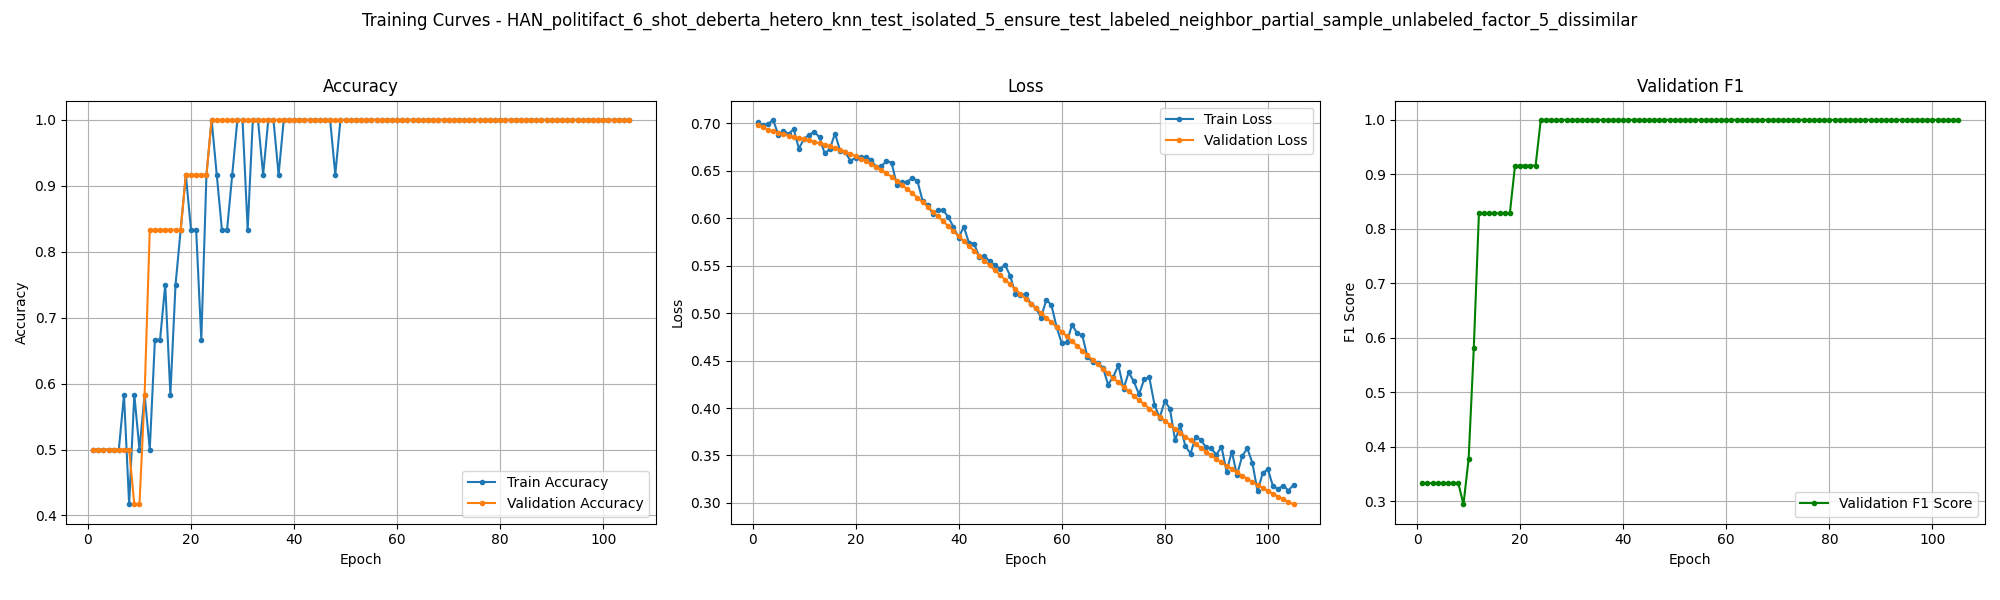 Training Curves - HAN_politifact_6_shot_deberta_hetero_knn_test_isolated_5_ensure_test_labeled_neighbor_partial_sample_unlabeled_factor_5_dissimilar
Accuracy
1.0
0.9
0.8
0.7
0.6
0.5
0.4
Accuracy
0 20 40 60 80 100
Epoch
Train Accuracy
Validation Accuracy
Loss
0.70
0.65
0.60
0.55
0.50
0.45
0.40
0.35
0.30
Loss
0 20 40 60 80 100
Epoch
Train Loss
Validation Loss
Validation F1
1.0
0.9
0.8
0.7
0.6
0.5
0.4
0.3
F1 Score
0 20 40 60 80 100
Epoch
Validation F1 Score